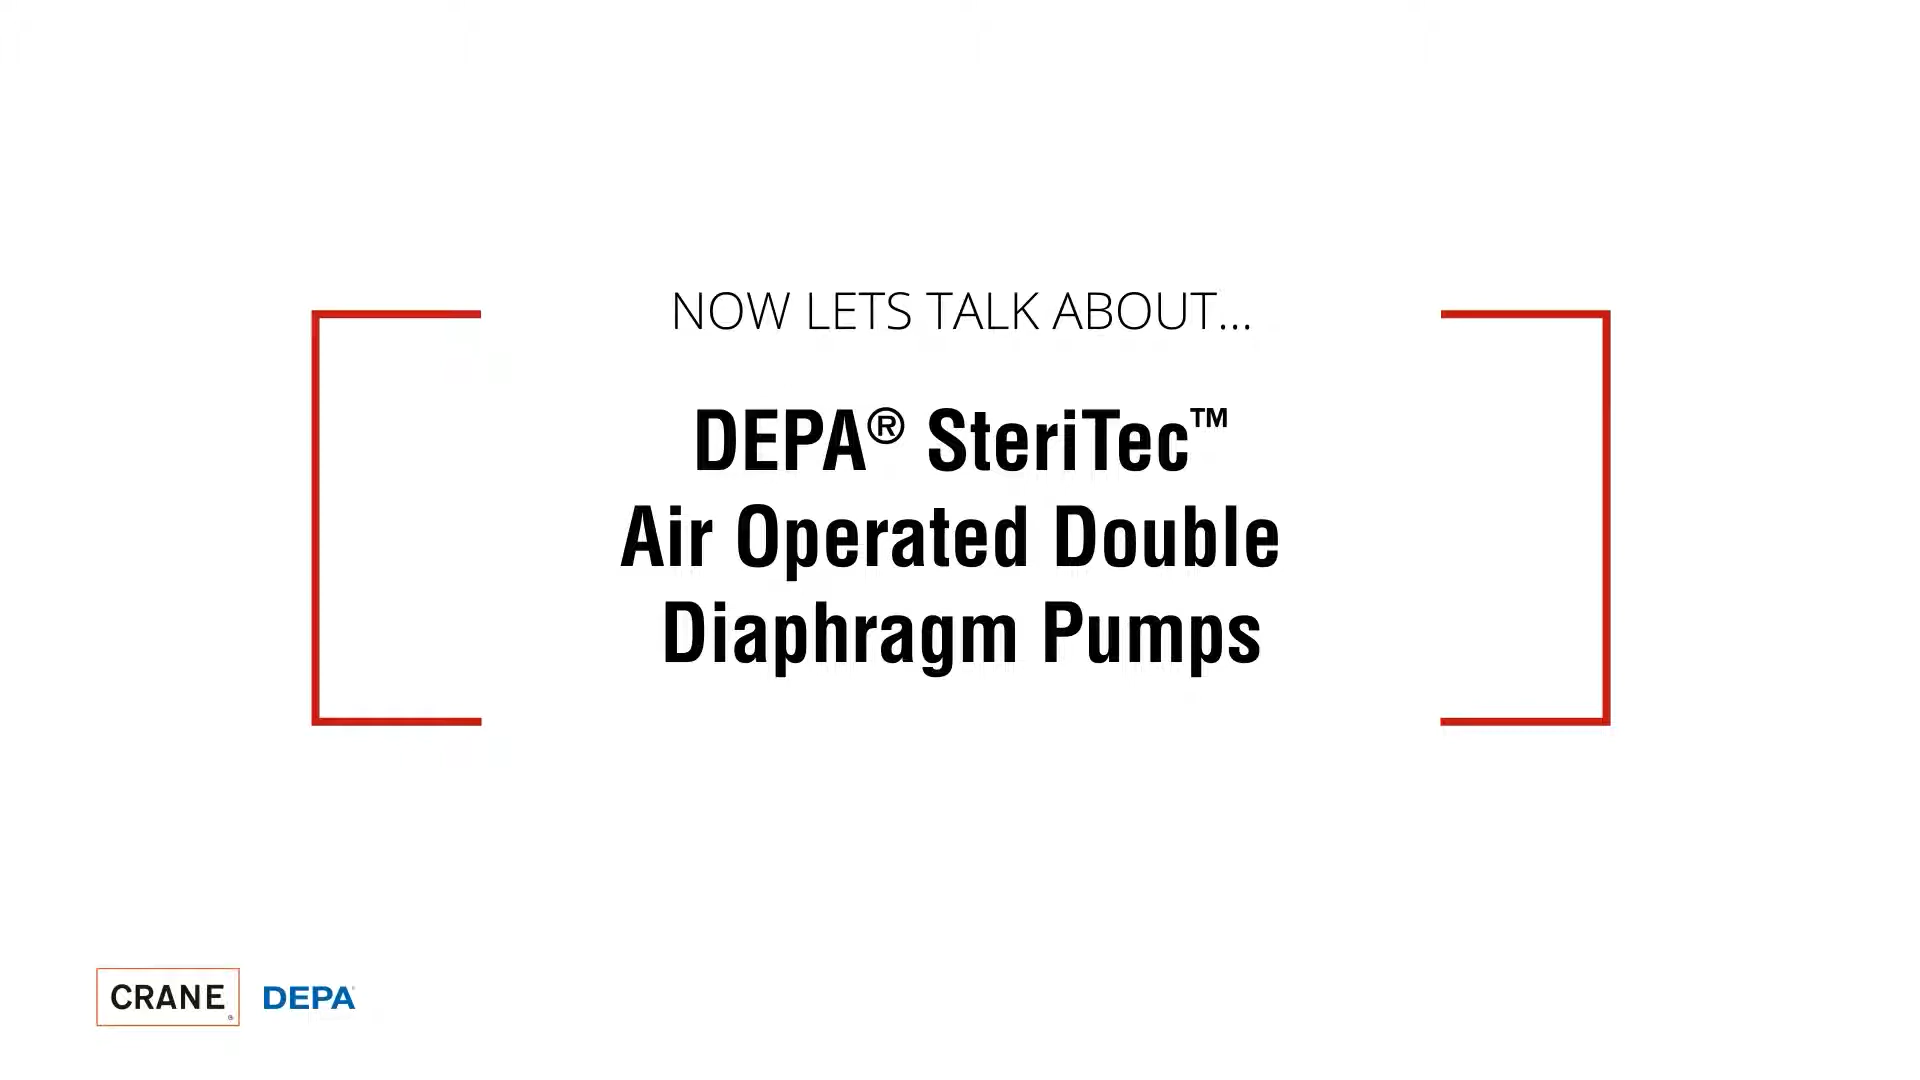 NOW LETS TALK ABOUT...
DEPA® SteriTec™
Air Operated Double
Diaphragm Pumps
CRANE® DEPA®